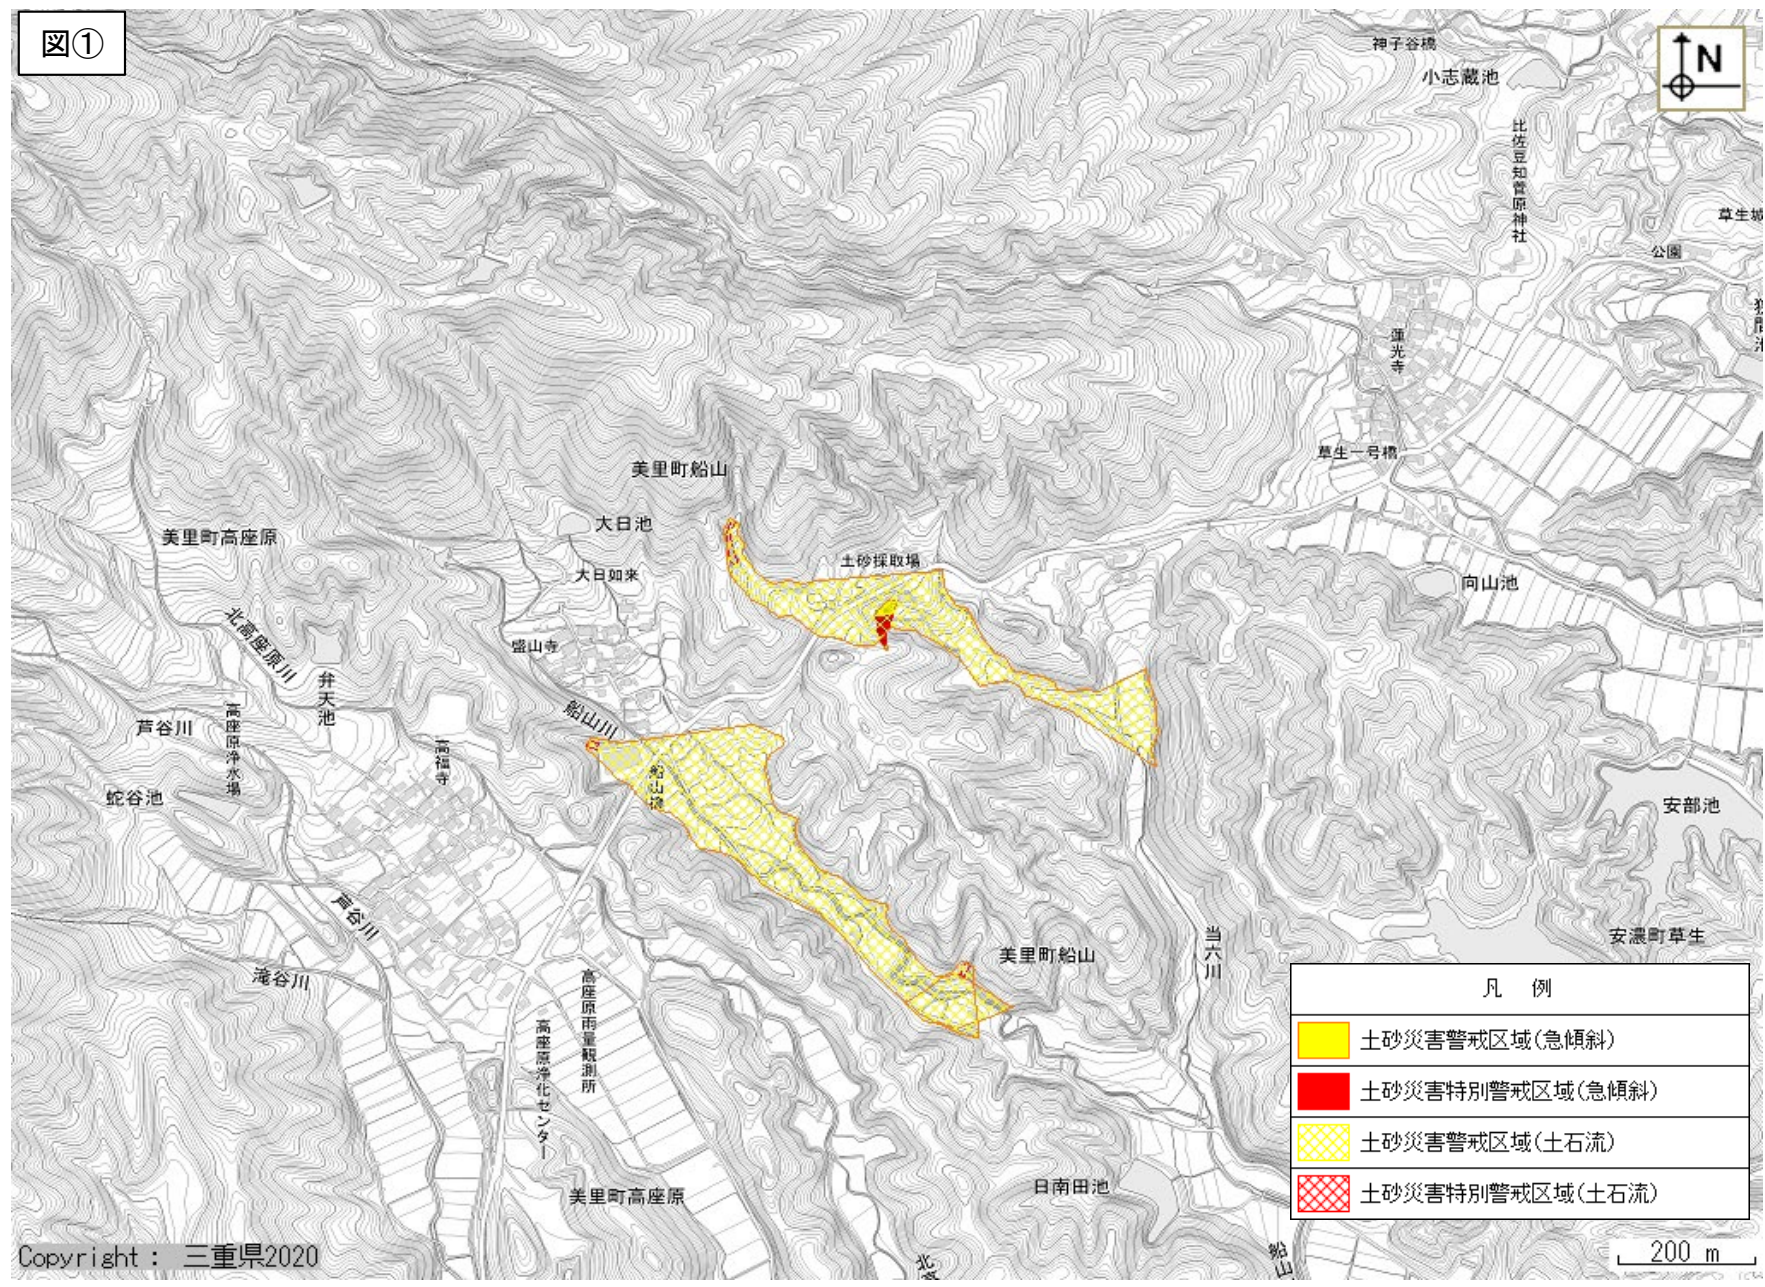 図①
神子谷橋
小志蔵池
N
比佐豆知菅原神社
草生城
公園
蓮光寺
草生一号橋
美里町船山
大日池
美里町高座原
土砂採取場
大日如来
向山池
北高座原川
盛山寺
弁天池
船山川
芦谷川
高座原浄水場
高福寺
船山橋
蛇谷池
安部池
芦谷川
当六川
安濃町草生
美里町船山
滝谷川
高座原雨量観測所
高座原浄化センター
凡 例
土砂災害警戒区域(急傾斜)
土砂災害特別警戒区域(急傾斜)
土砂災害警戒区域(土石流)
土砂災害特別警戒区域(土石流)
日南田池
美里町高座原
Copyright : 三重県2020
200 m